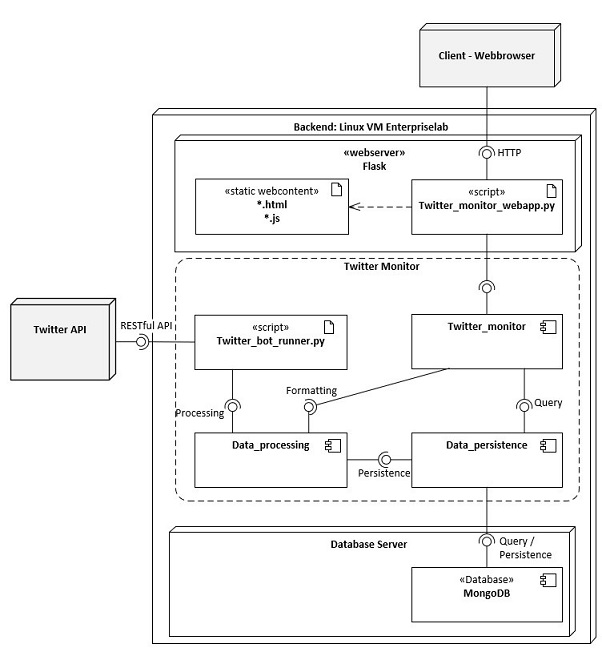 Client - Webbrowser
Backend: Linux VM Enterpriselab
«webserver»
Flask
HTTP
«static webcontent»
*.html
*.js
«script»
Twitter_monitor_webapp.py
Twitter Monitor
Twitter API
RESTful API
«script»
Twitter_bot_runner.py
Twitter_monitor
Formatting
Processing
Query
Data_processing
Persistence
Data_persistence
Database Server
Query /
Persistence
«Database»
MongoDB